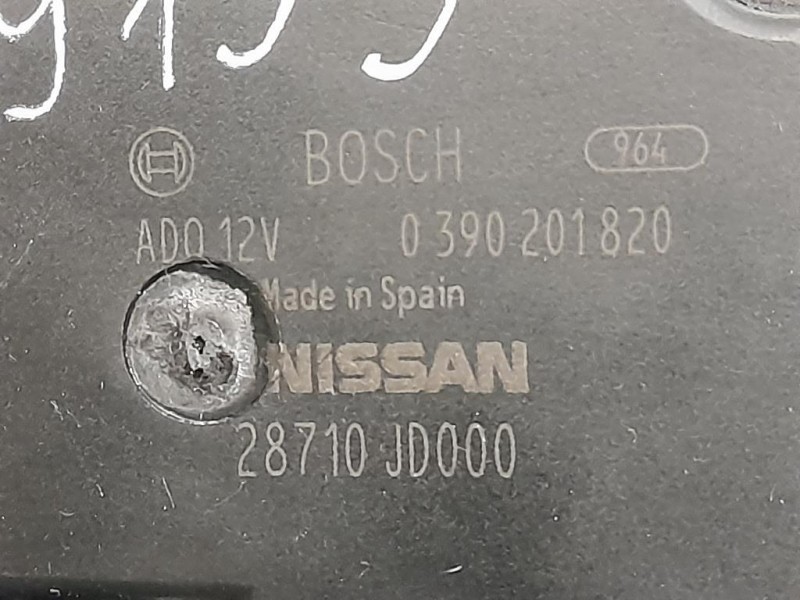 BOSCH 964
ADO 12V 0 390 201 820
Made in Spain
NISSAN
28710 JD000